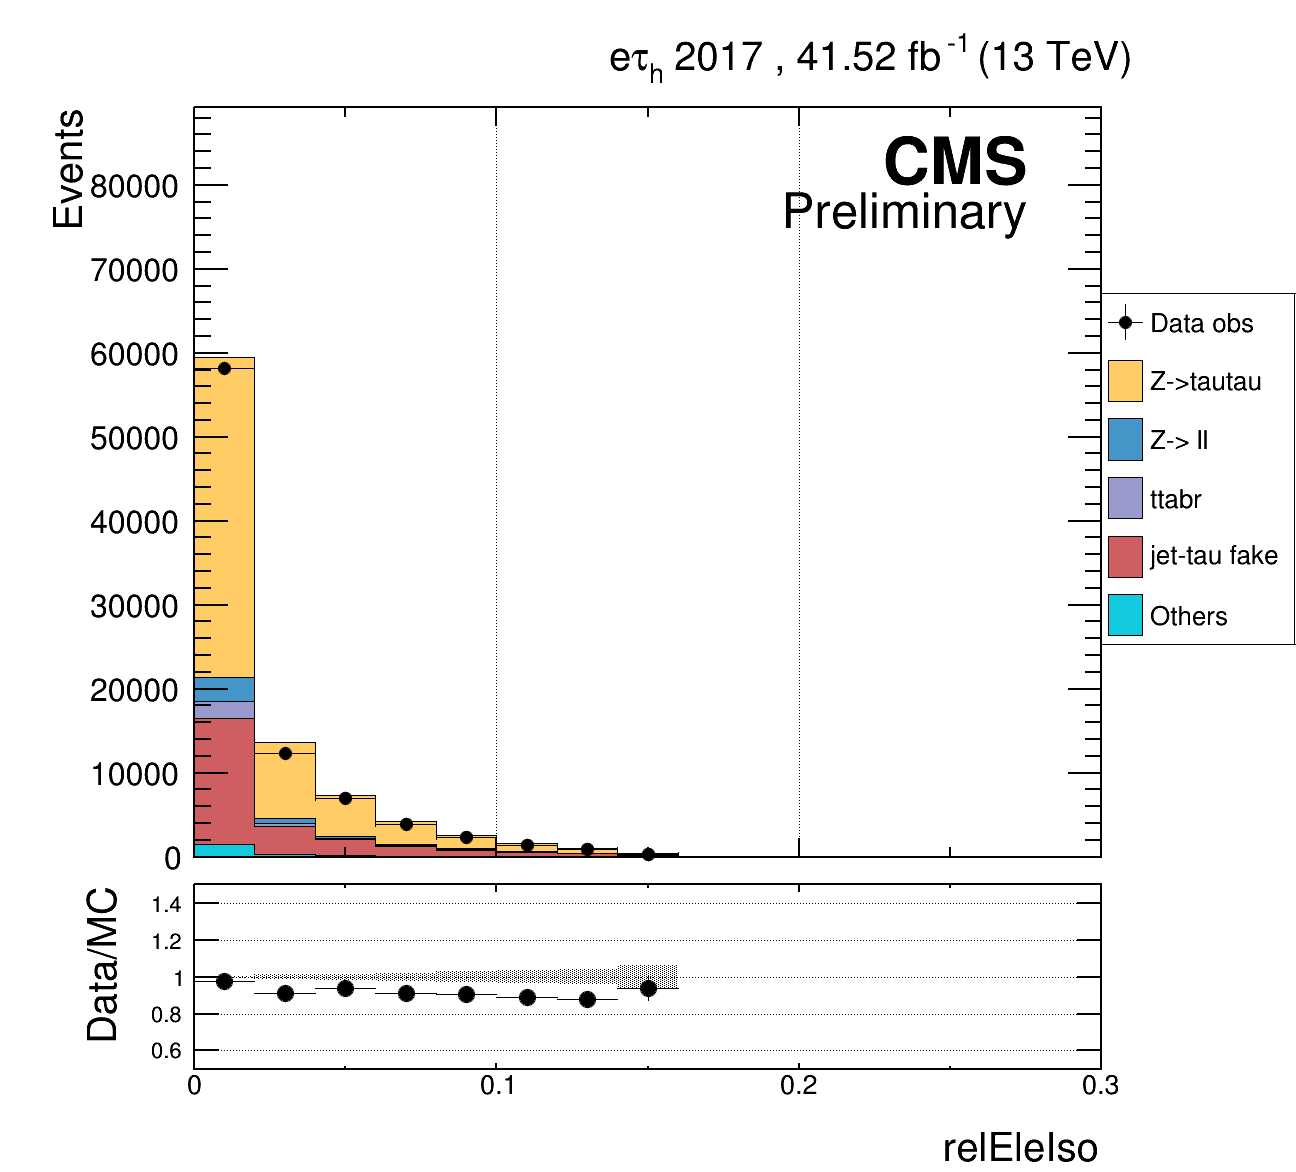 eτh 2017 , 41.52 fb-1 (13 TeV)
Events
CMS
Preliminary
80000
70000
60000
50000
40000
30000
20000
10000
0
Data obs
Z->tautau
Z-> ll
ttabr
jet-tau fake
Others
Data/MC
1.4
1.2
1
0.8
0.6
0 0.1 0.2 0.3
relEleIso